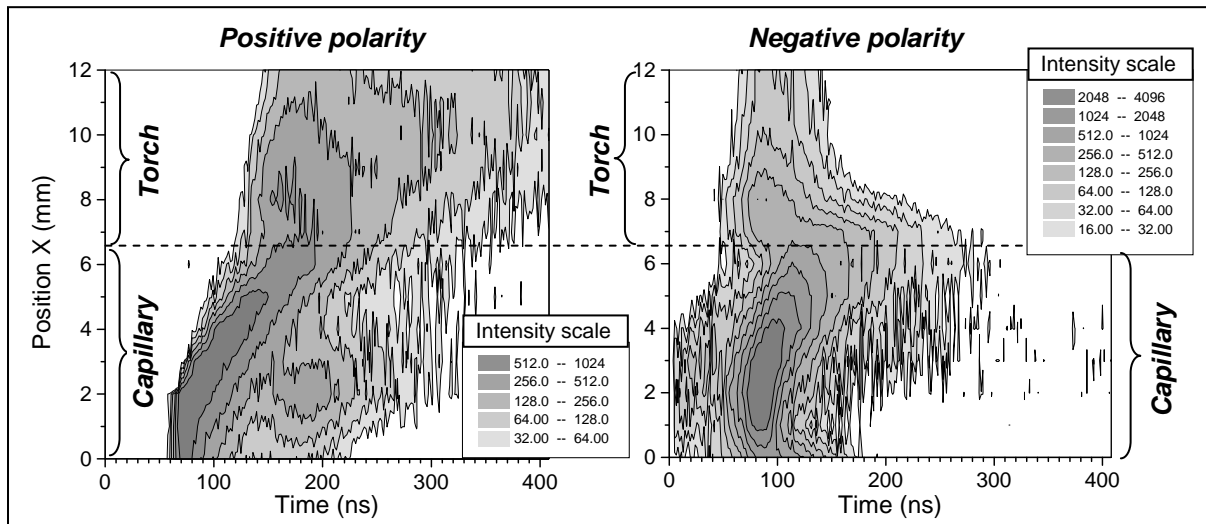 Positive polarity
Negative polarity
Position X (mm)
12
10
8
6
4
2
0
Torch
Capillary
0
100
200
300
400
Time (ns)
Intensity scale
512.0 -- 1024
256.0 -- 512.0
128.0 -- 256.0
64.00 -- 128.0
32.00 -- 64.00
12
10
8
6
4
2
0
Torch
Capillary
0
100
200
300
400
Time (ns)
Intensity scale
2048 -- 4096
1024 -- 2048
512.0 -- 1024
256.0 -- 512.0
128.0 -- 256.0
64.00 -- 128.0
32.00 -- 64.00
16.00 -- 32.00